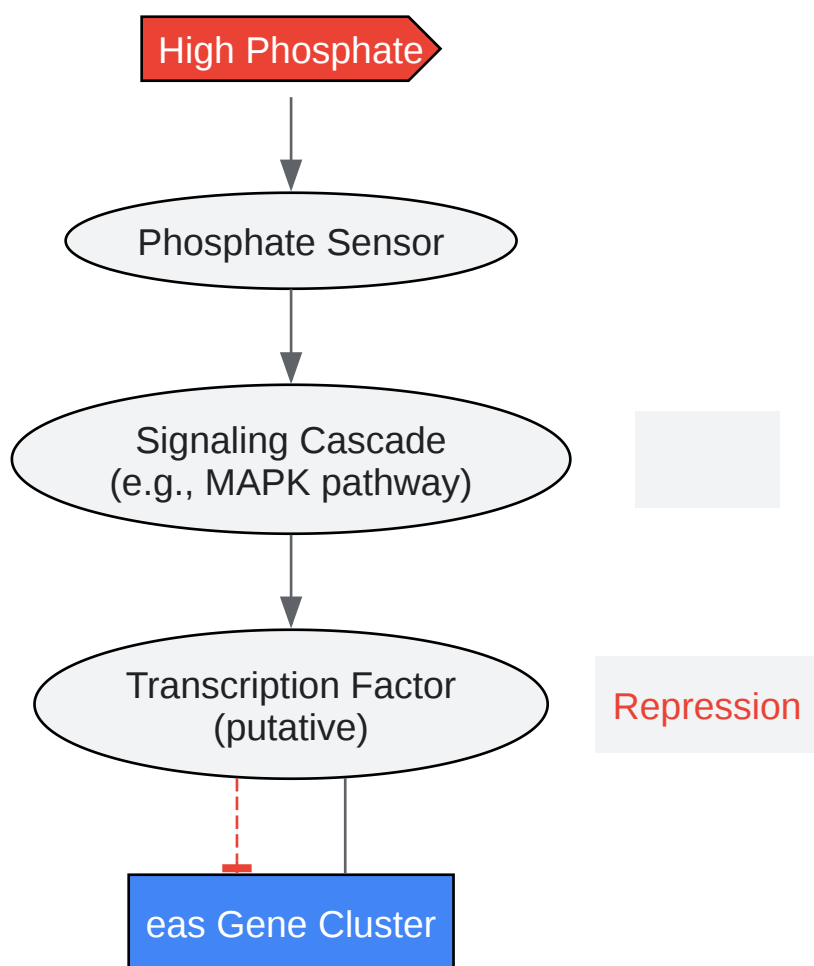 High Phosphate
Phosphate Sensor
Signaling Cascade
(e.g., MAPK pathway)
Transcription Factor
(putative)
Repression
eas Gene Cluster